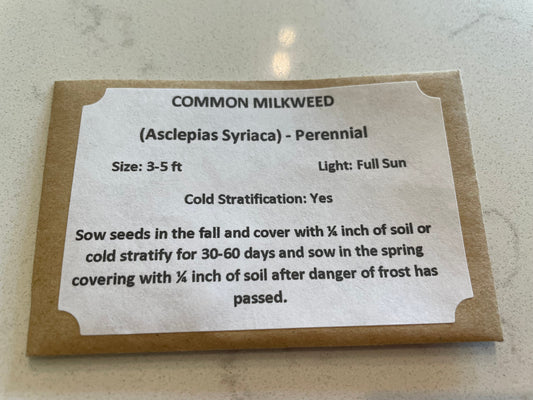 COMMON MILKWEED
(Asclepias Syriaca) - Perennial
Size: 3-5 ft Light: Full Sun
Cold Stratification: Yes
Sow seeds in the fall and cover with ¼ inch of soil or
cold stratify for 30-60 days and sow in the spring
covering with ¼ inch of soil after danger of frost has
passed.